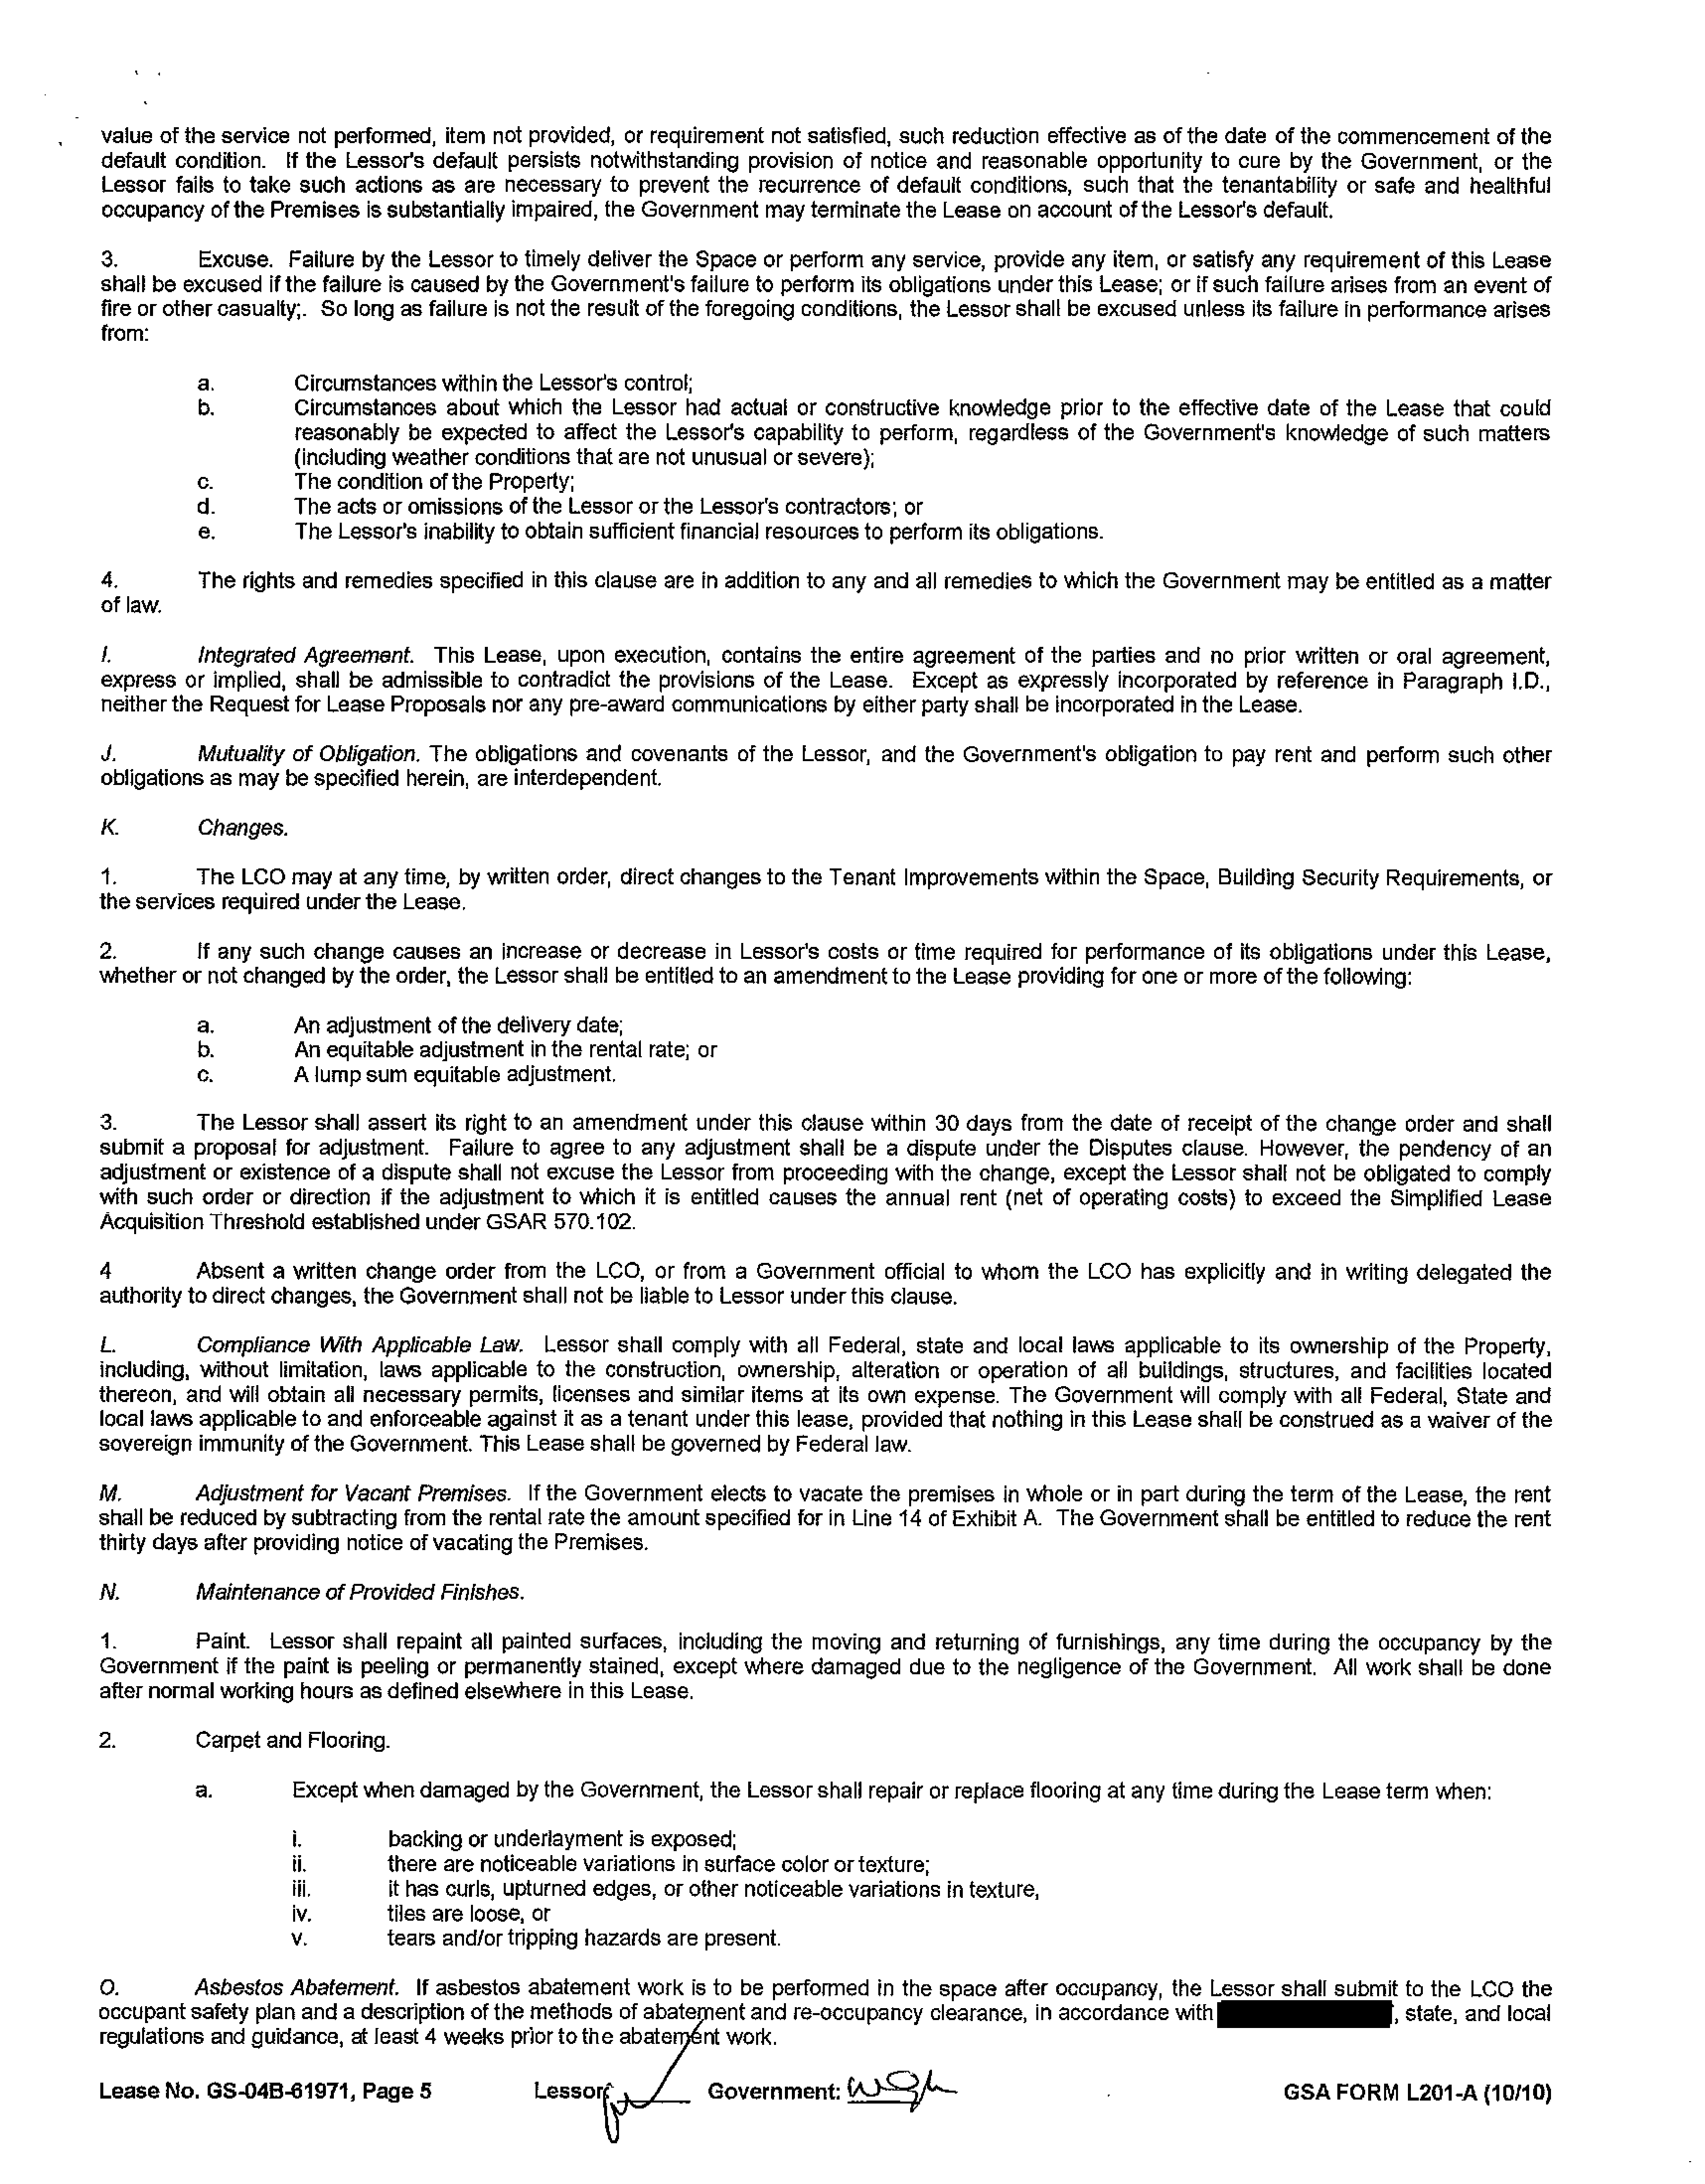 value of the service not performed, item not provided, or requirement not satisfied, such reduction effective as of the date of the commencement of the
default condition. If the Lessor's default persists notwithstanding provision of notice and reasonable opportunity to cure by the Government, or the
Lessor fails to take such actions as are necessary to prevent the recurrence of default conditions, such that the tenantability or safe and healthful
occupancy of the Premises is substantially impaired, the Government may terminate the Lease on account of the Lessor's default.
3. Excuse. Failure by the Lessor to timely deliver the Space or perform any service, provide any item, or satisfy any requirement of this Lease
shall be excused if the failure is caused by the Government's failure to perform its obligations under this Lease; or if such failure arises from an event of
fire or other casualty;. So long as failure is not the result of the foregoing conditions, the Lessor shall be excused unless its failure in performance arises
from:
a. Circumstances within the Lessor's control;
b. Circumstances about which the Lessor had actual or constructive knowledge prior to the effective date of the Lease that could
reasonably be expected to affect the Lessor's capability to perform, regardless of the Government's knowledge of such matters
(including weather conditions that are not unusual or severe);
c. The condition of the Property;
d. The acts or omissions of the Lessor or the Lessor's contractors; or
e. The Lessor's inability to obtain sufficient financial resources to perform its obligations.
4. The rights and remedies specified in this clause are in addition to any and all remedies to which the Government may be entitled as a matter
of law.
I. Integrated Agreement. This Lease, upon execution, contains the entire agreement of the parties and no prior written or oral agreement,
express or implied, shall be admissible to contradict the provisions of the Lease. Except as expressly incorporated by reference in Paragraph I.D.,
neither the Request for Lease Proposals nor any pre-award communications by either party shall be incorporated in the Lease.
J. Mutuality of Obligation. The obligations and covenants of the Lessor, and the Government's obligation to pay rent and perform such other
obligations as may be specified herein, are interdependent.
K. Changes.
1. The LCO may at any time, by written order, direct changes to the Tenant Improvements within the Space, Building Security Requirements, or
the services required under the Lease.
2. If any such change causes an increase or decrease in Lessor's costs or time required for performance of its obligations under this Lease,
whether or not changed by the order, the Lessor shall be entitled to an amendment to the Lease providing for one or more of the following:
a. An adjustment of the delivery date;
b. An equitable adjustment in the rental rate; or
c. A lump sum equitable adjustment.
3. The Lessor shall assert its right to an amendment under this clause within 30 days from the date of receipt of the change order and shall
submit a proposal for adjustment. Failure to agree to any adjustment shall be a dispute under the Disputes clause. However, the pendency of an
adjustment or existence of a dispute shall not excuse the Lessor from proceeding with the change, except the Lessor shall not be obligated to comply
with such order or direction if the adjustment to which it is entitled causes the annual rent (net of operating costs) to exceed the Simplified Lease
Acquisition Threshold established under GSAR 570.102.
4 Absent a written change order from the LCO, or from a Government official to whom the LCO has explicitly and in writing delegated the
authority to direct changes, the Government shall not be liable to Lessor under this clause.
L. Compliance With Applicable Law. Lessor shall comply with all Federal, state and local laws applicable to its ownership of the Property,
including, without limitation, laws applicable to the construction, ownership, alteration or operation of all buildings, structures, and facilities located
thereon, and will obtain all necessary permits, licenses and similar items at its own expense. The Government will comply with all Federal, State and
local laws applicable to and enforceable against it as a tenant under this lease, provided that nothing in this Lease shall be construed as a waiver of the
sovereign immunity of the Government. This Lease shall be governed by Federal law.
M. Adjustment for Vacant Premises. If the Government elects to vacate the premises in whole or in part during the term of the Lease, the rent
shall be reduced by subtracting from the rental rate the amount specified for in Line 14 of Exhibit A. The Government shall be entitled to reduce the rent
thirty days after providing notice of vacating the Premises.
N. Maintenance of Provided Finishes.
1. Paint. Lessor shall repaint all painted surfaces, including the moving and returning of furnishings, any time during the occupancy by the
Government if the paint is peeling or permanently stained, except where damaged due to the negligence of the Government. All work shall be done
after normal working hours as defined elsewhere in this Lease.
2. Carpet and Flooring.
a. Except when damaged by the Government, the Lessor shall repair or replace flooring at any time during the Lease term when:
i. backing or underlayment is exposed;
ii. there are noticeable variations in surface color or texture;
iii. it has curls, upturned edges, or other noticeable variations in texture,
iv. tiles are loose, or
v. tears and/or tripping hazards are present.
O. Asbestos Abatement. If asbestos abatement work is to be performed in the space after occupancy, the Lessor shall submit to the LCO the
occupant safety plan and a description of the methods of abatement and re-occupancy clearance, in accordance with , state, and local
regulations and guidance, at least 4 weeks prior to the abatement work.
Lease No. GS-04B-61971, Page 5 Lessor: Government: GSA FORM L201-A (10/10)